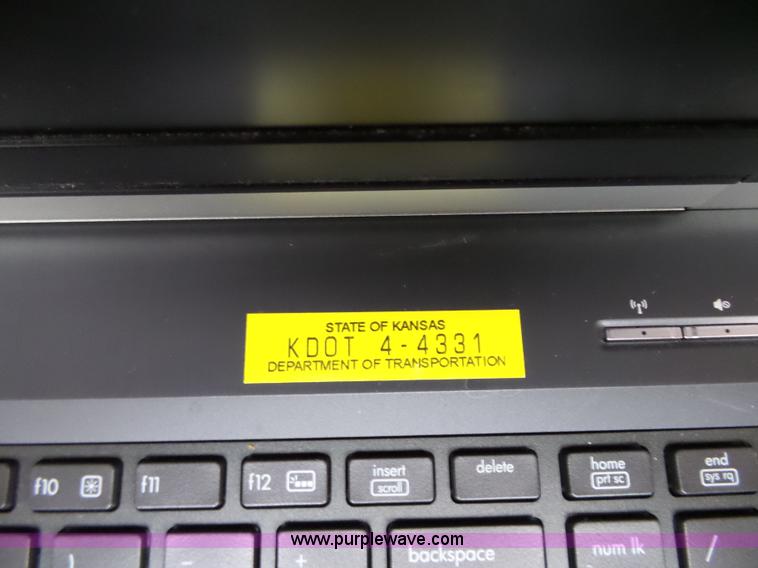 STATE OF KANSAS
KDOT 4-4331
DEPARTMENT OF TRANSPORTATION
f10 f11 f12 insert scroll delete home prt sc end sys rq
backspace num lk /
www.purplewave.com